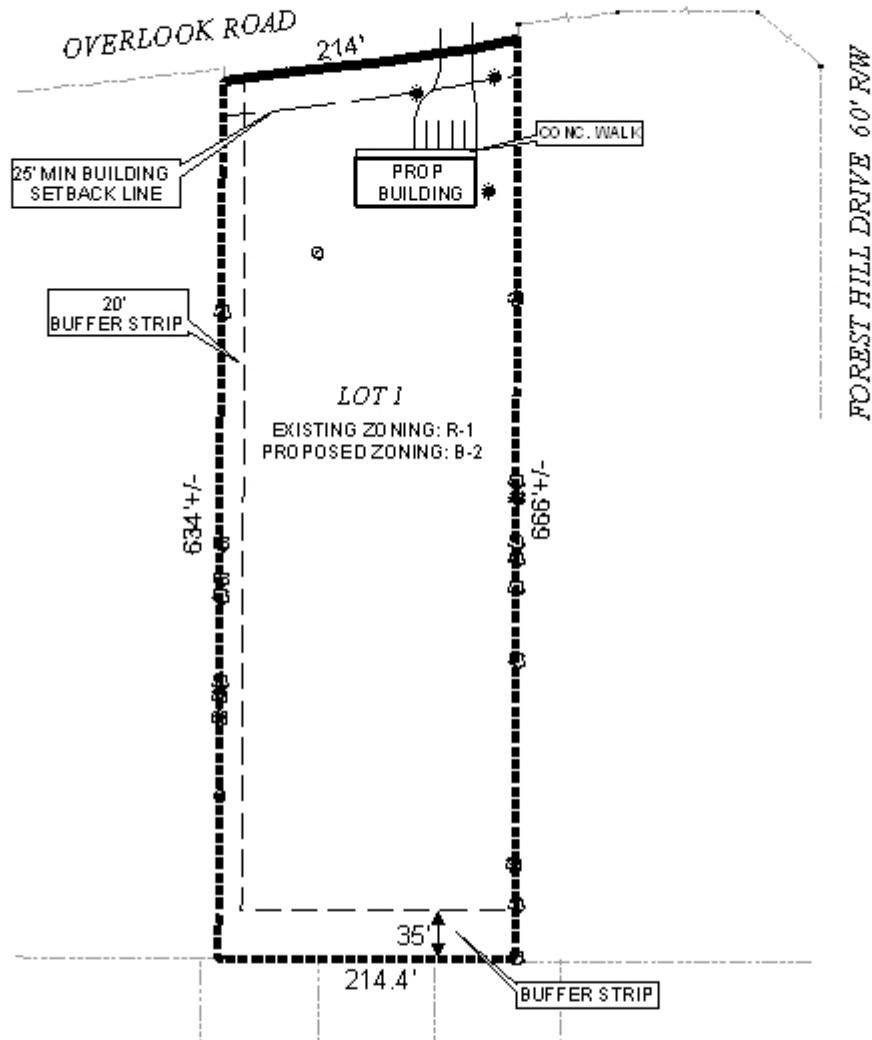 OVERLOOK ROAD
214'
FOREST HILL DRIVE 60' R/W
CONC. WALK
25' MIN BUILDING
SETBACK LINE
PROP
BUILDING
20'
BUFFER STRIP
LOT 1
EXISTING ZONING: R-1
PROPOSED ZONING: B-2
634'+/-
666'+/-
35'
214.4'
BUFFER STRIP